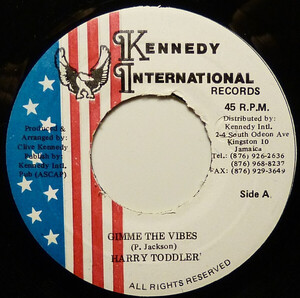 KENNEDY
INTERNATIONAL
RECORDS
45 R.P.M.
Produced &
Arranged by:
Clive Kennedy
Publish by:
Kennedy Intl.
Pub (ASCAP)
Distributed by:
Kennedy Intl.
2-4 South Odeon Ave
Kingston 10
Jamaica
Tel.: (876) 926-2636
(876) 968-8237
FAX: (876) 929-3649
Side A
GIMME THE VIBES
(P. Jackson)
HARRY TODDLER
ALL RIGHTS RESERVED